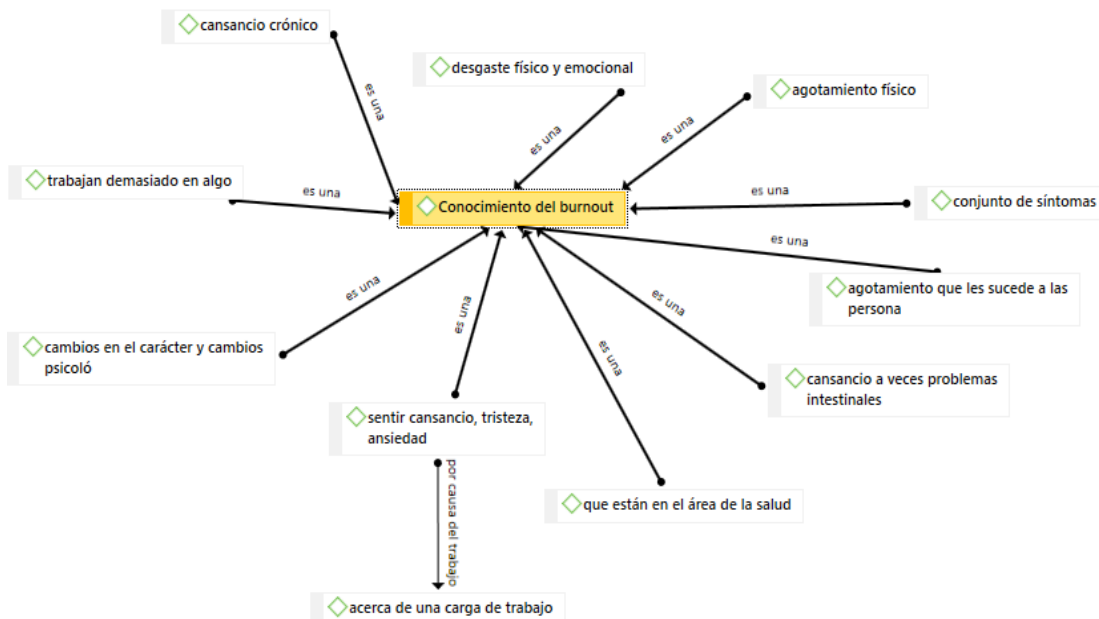 cansancio crónico
es una
desgaste físico y emocional
es una
agotamiento físico
es una
trabajan demasiado en algo
es una
Conocimiento del burnout
es una
conjunto de síntomas
es una
agotamiento que les sucede a las
persona
es una
cambios en el carácter y cambios
psicoló
es una
sentir cansancio, tristeza,
ansiedad
es una
es una
cansancio a veces problemas
intestinales
que están en el área de la salud
por causa del trabajo
acerca de una carga de trabajo